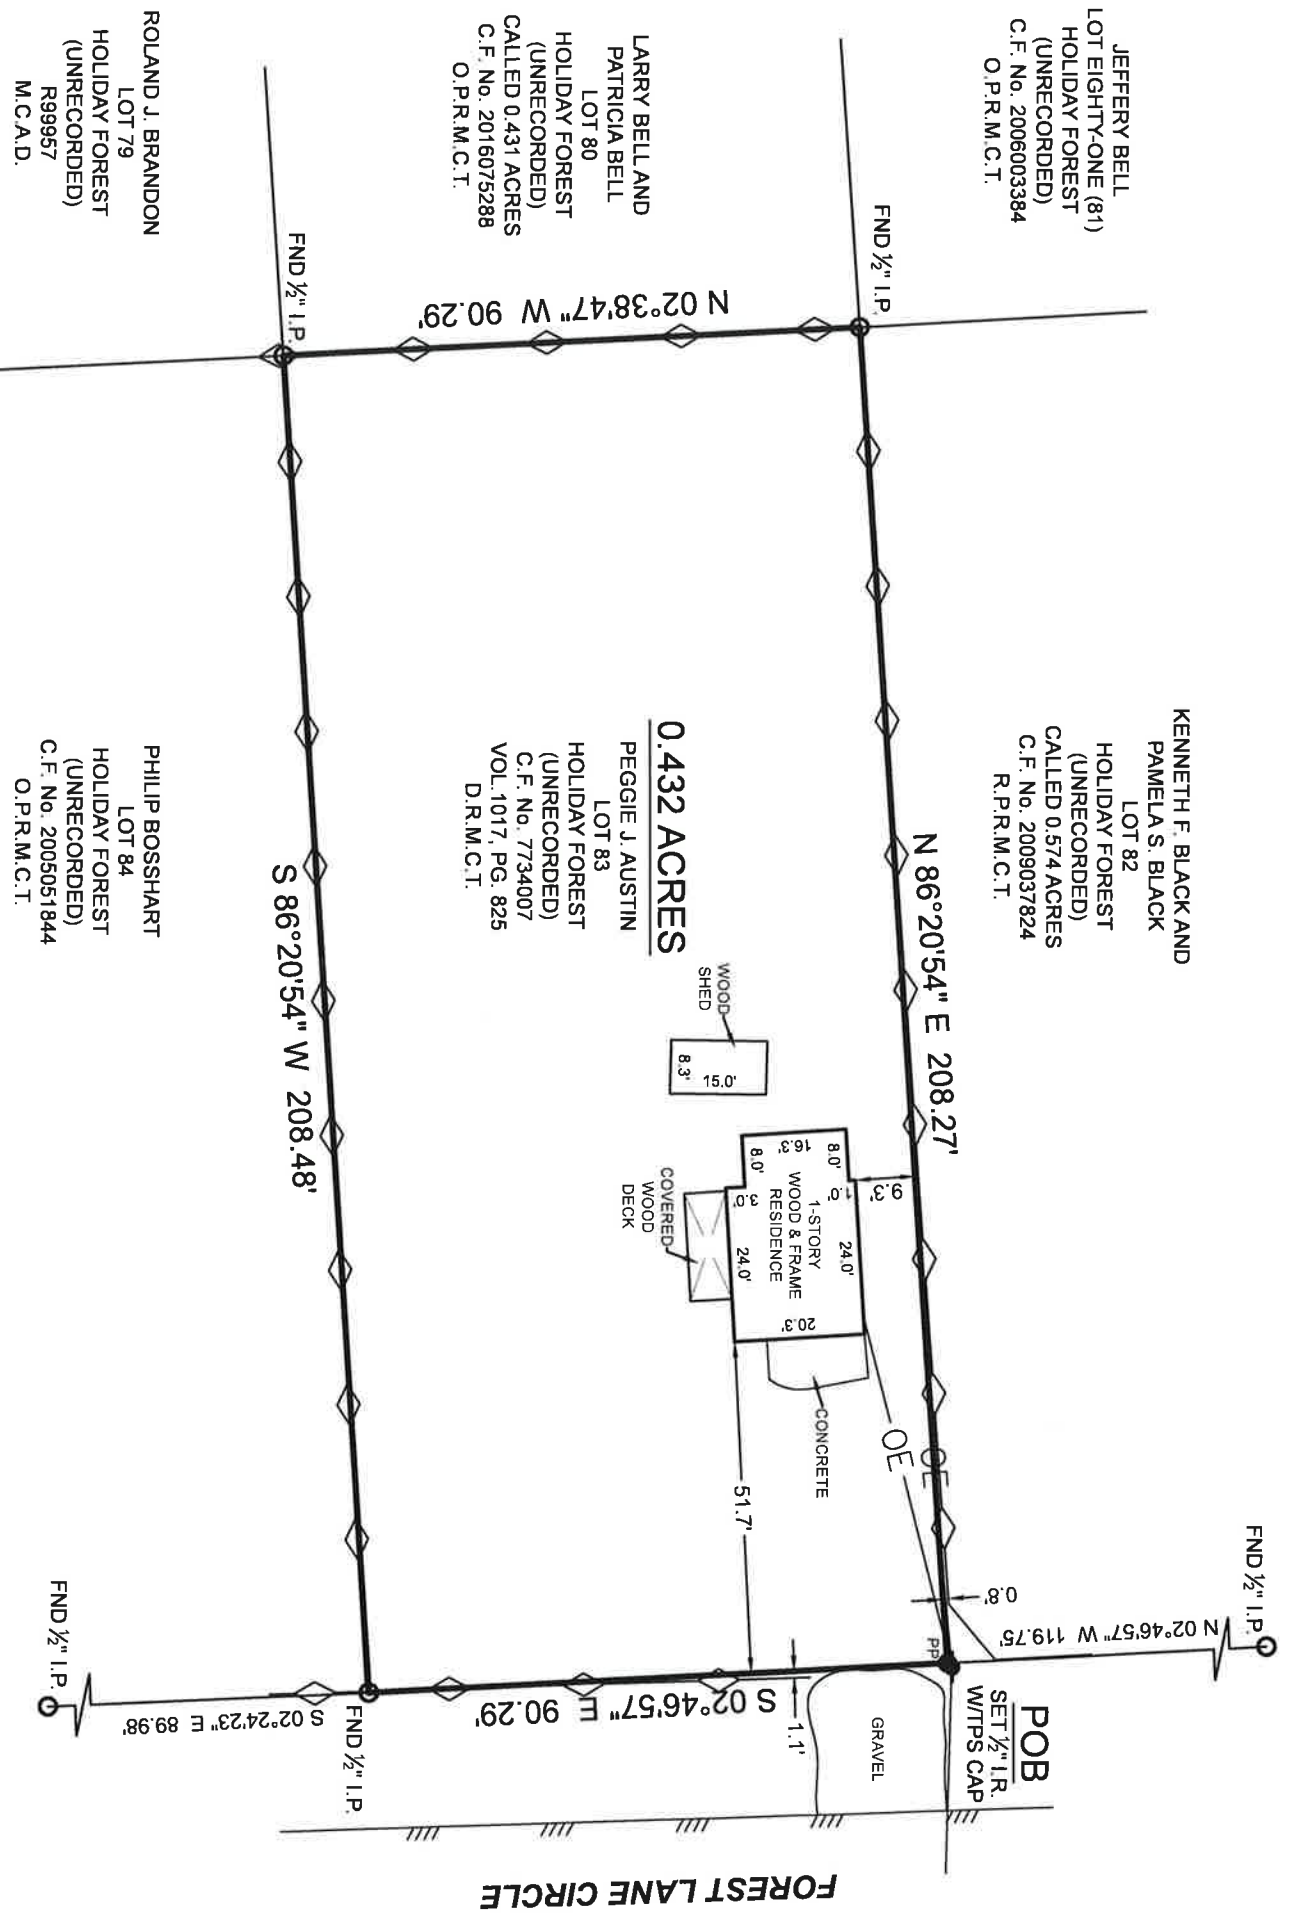 JEFFERY BELL
LOT EIGHTY-ONE (81)
HOLIDAY FOREST
(UNRECORDED)
C.F. No. 2006003384
O.P.R.M.C.T.
KENNETH F. BLACK AND
PAMELA S. BLACK
LOT 82
HOLIDAY FOREST
(UNRECORDED)
CALLED 0.574 ACRES
C.F. No. 2009037824
R.P.R.M.C.T.
FND ½" I.P.
N 02°46'57" W 119.75'
POB
SET ½" I.R.
W/TPS CAP
FND ½" I.P.
N 86°20'54" E 208.27'
0.8'
PP
OE
OE
LARRY BELL AND
PATRICIA BELL
LOT 80
HOLIDAY FOREST
(UNRECORDED)
CALLED 0.431 ACRES
C.F. No. 2016075288
O.P.R.M.C.T.
N 02°38'47" W 90.29'
0.432 ACRES
PEGGIE J. AUSTIN
LOT 83
HOLIDAY FOREST
(UNRECORDED)
C.F. No. 7734007
VOL.1017, PG. 825
D.R.M.C.T.
WOOD
SHED
15.0'
8.3'
9.3'
8.0'
1.0'
24.0'
16.3'
1-STORY
WOOD & FRAME
RESIDENCE
20.3'
8.0'
3.0'
24.0'
COVERED
WOOD
DECK
CONCRETE
51.7'
1.1'
GRAVEL
S 02°46'57" E 90.29'
FOREST LANE CIRCLE
FND ½" I.P.
S 86°20'54" W 208.48'
FND ½" I.P.
ROLAND J. BRANDON
LOT 79
HOLIDAY FOREST
(UNRECORDED)
R99957
M.C.A.D.
PHILIP BOSSHART
LOT 84
HOLIDAY FOREST
(UNRECORDED)
C.F. No. 2005051844
O.P.R.M.C.T.
S 02°24'23" E 89.98'
FND ½" I.P.